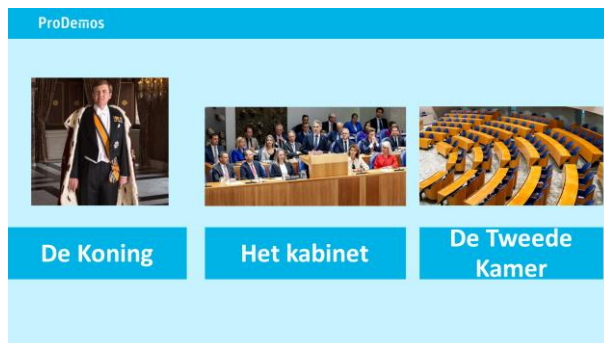 ProDemos
De Koning
Het kabinet
De Tweede
Kamer